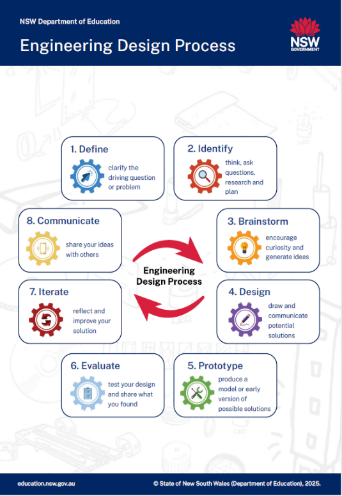 NSW Department of Education
Engineering Design Process
NSW
GOVERNMENT
1. Define
clarify the
driving question
or problem
2. Identify
think, ask
questions,
research and
plan
8. Communicate
share your ideas
with others
3. Brainstorm
encourage
curiosity and
generate ideas
Engineering
Design Process
7. Iterate
reflect and
improve your
solution
4. Design
draw and
communicate
potential
solutions
6. Evaluate
test your design
and share what
you found
5. Prototype
produce a
model or early
version of
possible solutions
education.nsw.gov.au
© State of New South Wales (Department of Education), 2025.